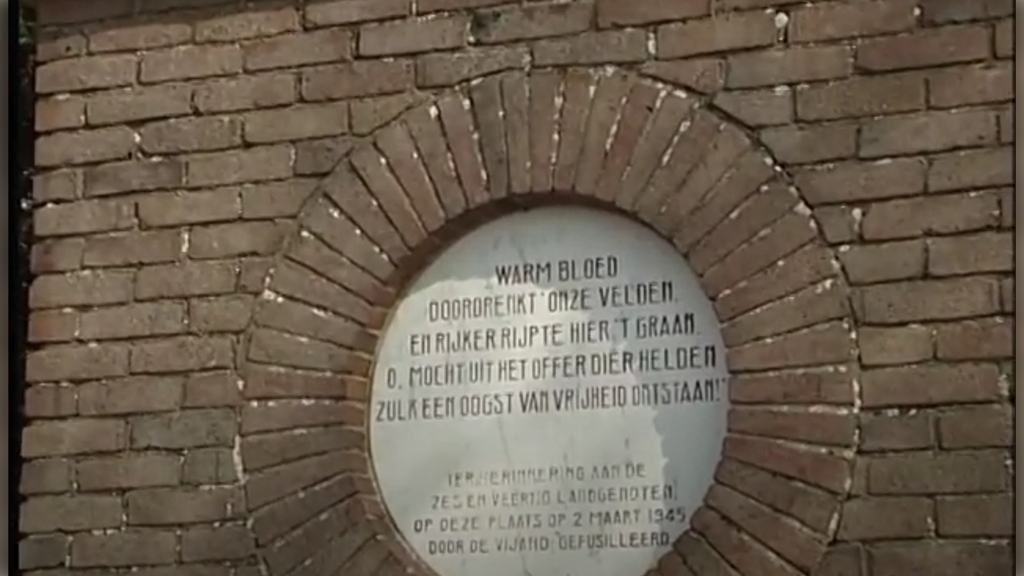 "WARM BLOED
DOORDRENKT ONZE VELDEN,
EN RIJKER RIJPTE HIER 'T GRAAN.
O, MOCHT UIT HET OFFER DIER HELDEN
ZULK EEN OOGST VAN VRIJHEID ONTSTAAN!"
TER HERINNERING AAN DE
ZES EN VEERTIG LANDGENOTEN,
OP DEZE PLAATS OP 2 MAART 1945
DOOR DE VIJAND GEFUSILLEERD.